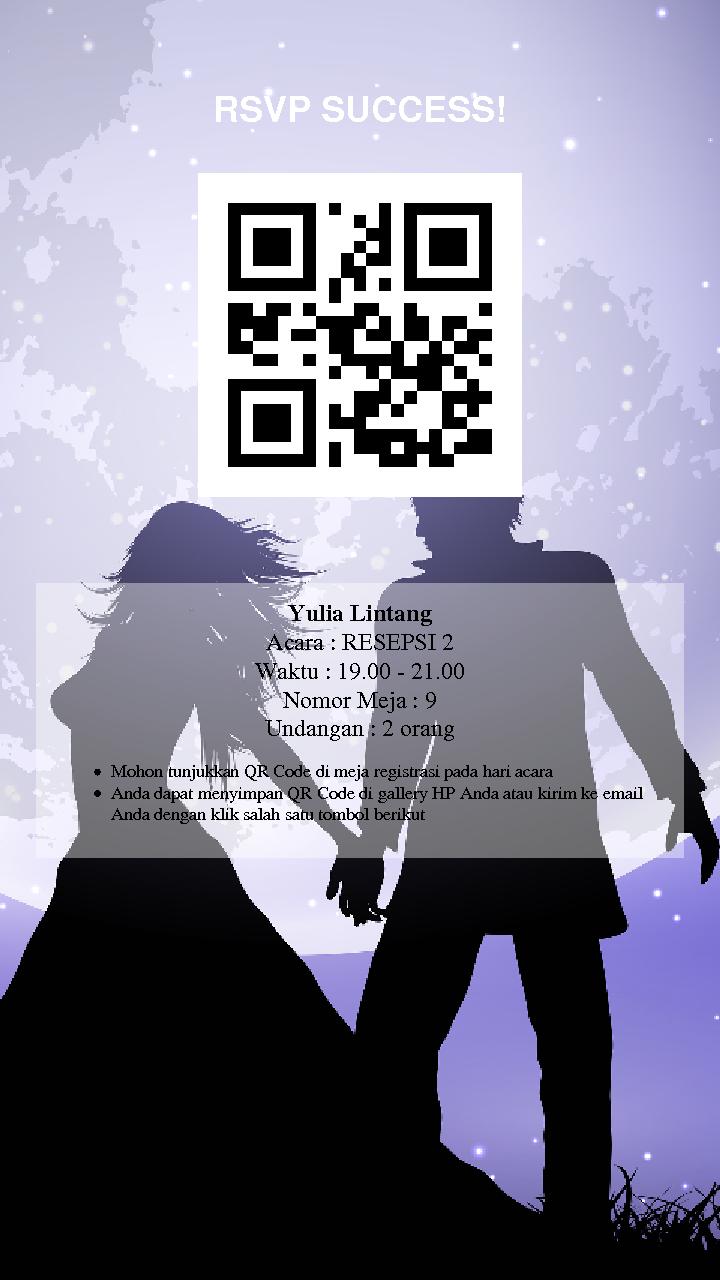 RSVP SUCCESS!
Yulia Lintang
Acara : RESEPSI 2
Waktu : 19.00 - 21.00
Nomor Meja : 9
Undangan : 2 orang
• Mohon tunjukkan QR Code di meja registrasi pada hari acara
• Anda dapat menyimpan QR Code di gallery HP Anda atau kirim ke email
Anda dengan klik salah satu tombol berikut